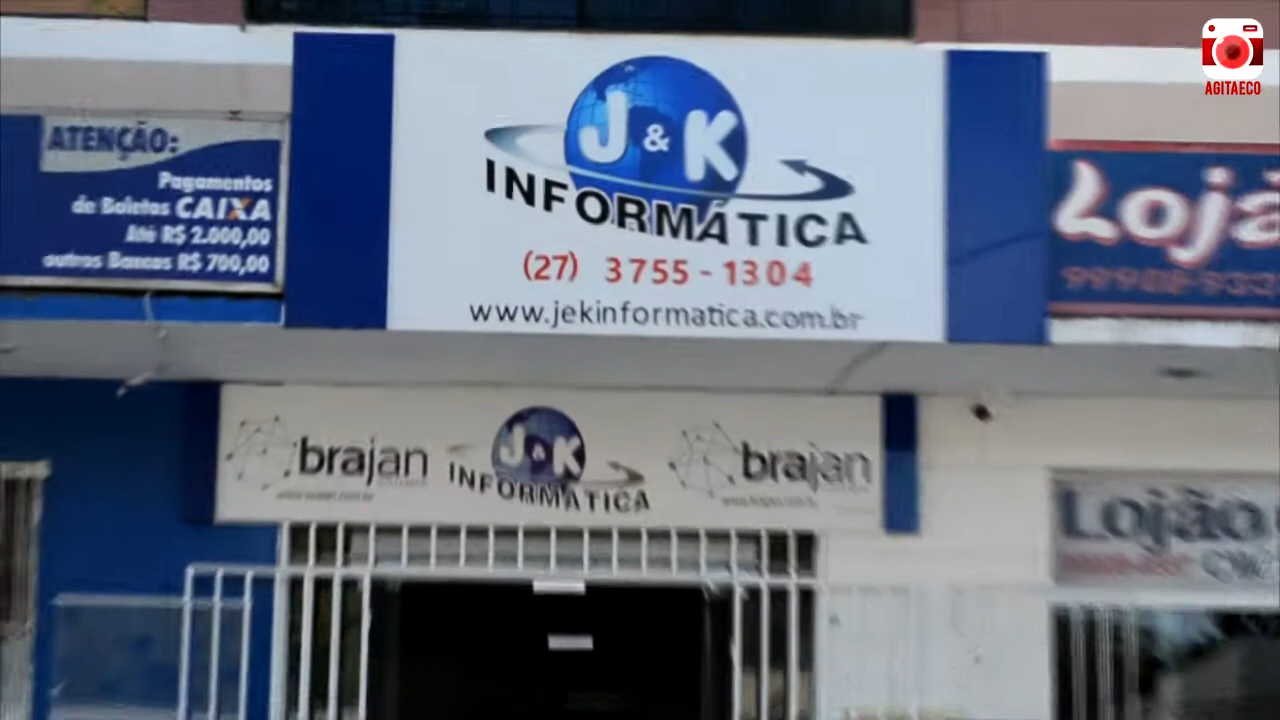 AGITAECO
J & K
INFORMÁTICA
(27) 3755-1304
www.jekinformatica.com.br
ATENÇÃO:
Pagamentos
de Boletos CAIXA
Até R$ 2.000,00
outros Bancos R$ 700,00
Lojã
brajan
J & K
INFORMÁTICA
brajan
Lojão